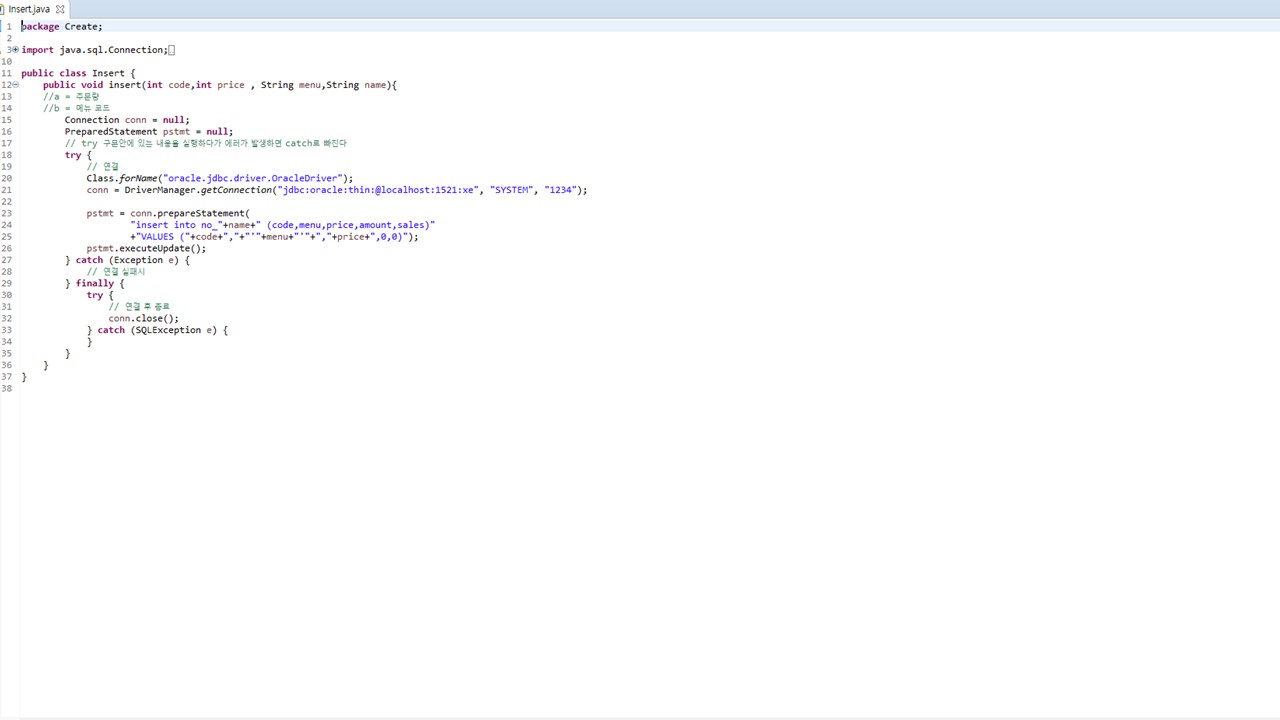 Insert.java
1 package Create;
2
3 import java.sql.Connection;
10
11 public class Insert {
12 public void insert(int code,int price , String menu,String name){
13 //a = 주문량
14 //b = 메뉴 코드
15 Connection conn = null;
16 PreparedStatement pstmt = null;
17 // try 구문안에 있는 내용을 실행하다가 에러가 발생하면 catch로 빠진다
18 try {
19 // 연결
20 Class.forName("oracle.jdbc.driver.OracleDriver");
21 conn = DriverManager.getConnection("jdbc:oracle:thin:@localhost:1521:xe", "SYSTEM", "1234");
22
23 pstmt = conn.prepareStatement(
24 "insert into no_"+name+" (code,menu,price,amount,sales)"
25 +"VALUES ("+code+","+"'"+menu+"'"+","+price+",0,0)");
26 pstmt.executeUpdate();
27 } catch (Exception e) {
28 // 연결 실패시
29 } finally {
30 try {
31 // 연결 후 종료
32 conn.close();
33 } catch (SQLException e) {
34 }
35 }
36 }
37 }
38